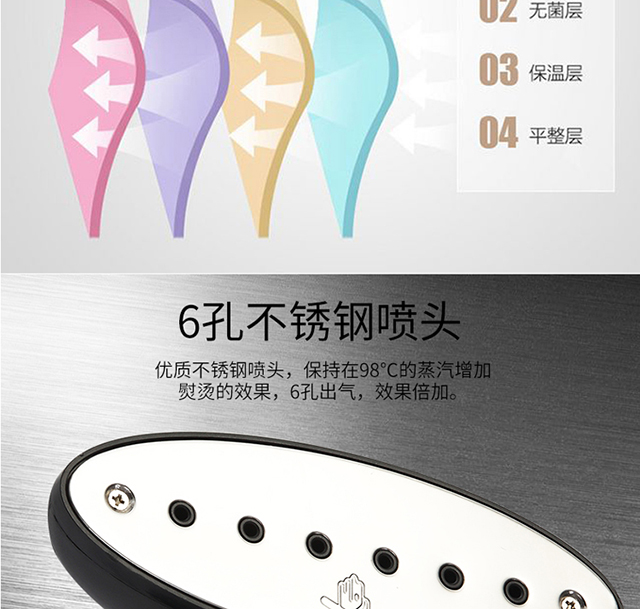 02 无菌层
03 保温层
04 平整层
6孔不锈钢喷头
优质不锈钢喷头，保持在98℃的蒸汽增加
熨烫的效果，6孔出气，效果倍加。